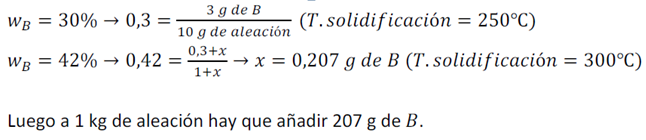 w_B = 30% → 0,3 = 3 g de B / 10 g de aleación (T. solidificación = 250°C)
w_B = 42% → 0,42 = 0,3+x / 1+x → x = 0,207 g de B (T. solidificación = 300°C)
Luego a 1 kg de aleación hay que añadir 207 g de B.